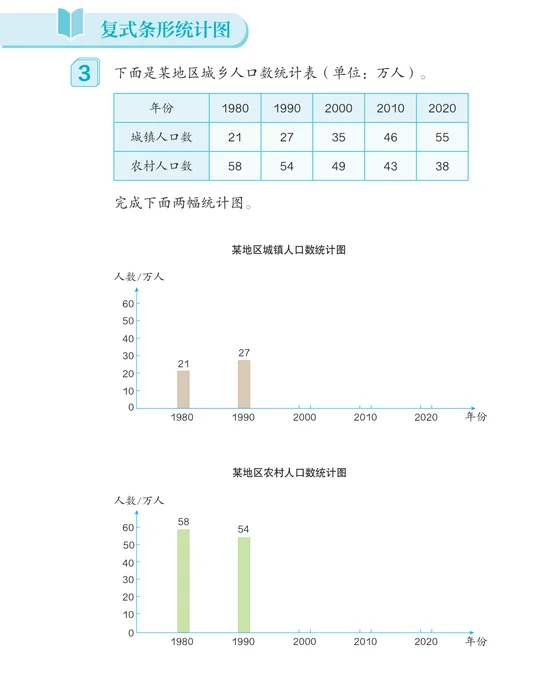 复式条形统计图
3 下面是某地区城乡人口数统计表（单位：万人）。
年份 1980 1990 2000 2010 2020
城镇人口数 21 27 35 46 55
农村人口数 58 54 49 43 38
完成下面两幅统计图。
某地区城镇人口数统计图
人数/万人
60
50
40
30
20
10
0
21
27
1980 1990 2000 2010 2020 年份
某地区农村人口数统计图
人数/万人
60
50
40
30
20
10
0
58
54
1980 1990 2000 2010 2020 年份